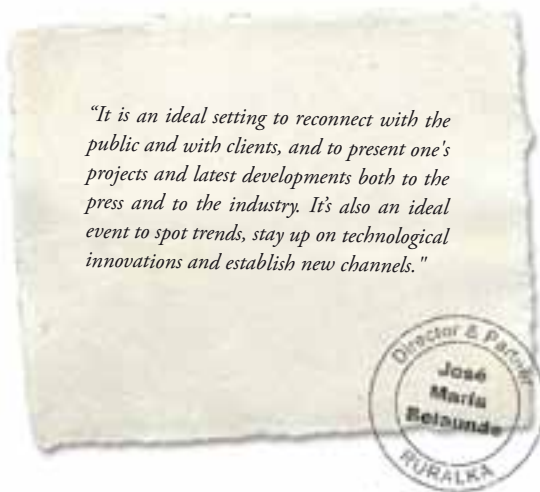 “It is an ideal setting to reconnect with the
public and with clients, and to present one's
projects and latest developments both to the
press and to the industry. It’s also an ideal
event to spot trends, stay up on technological
innovations and establish new channels."
Director & Partner
José
María
Belaunde
RURALKA